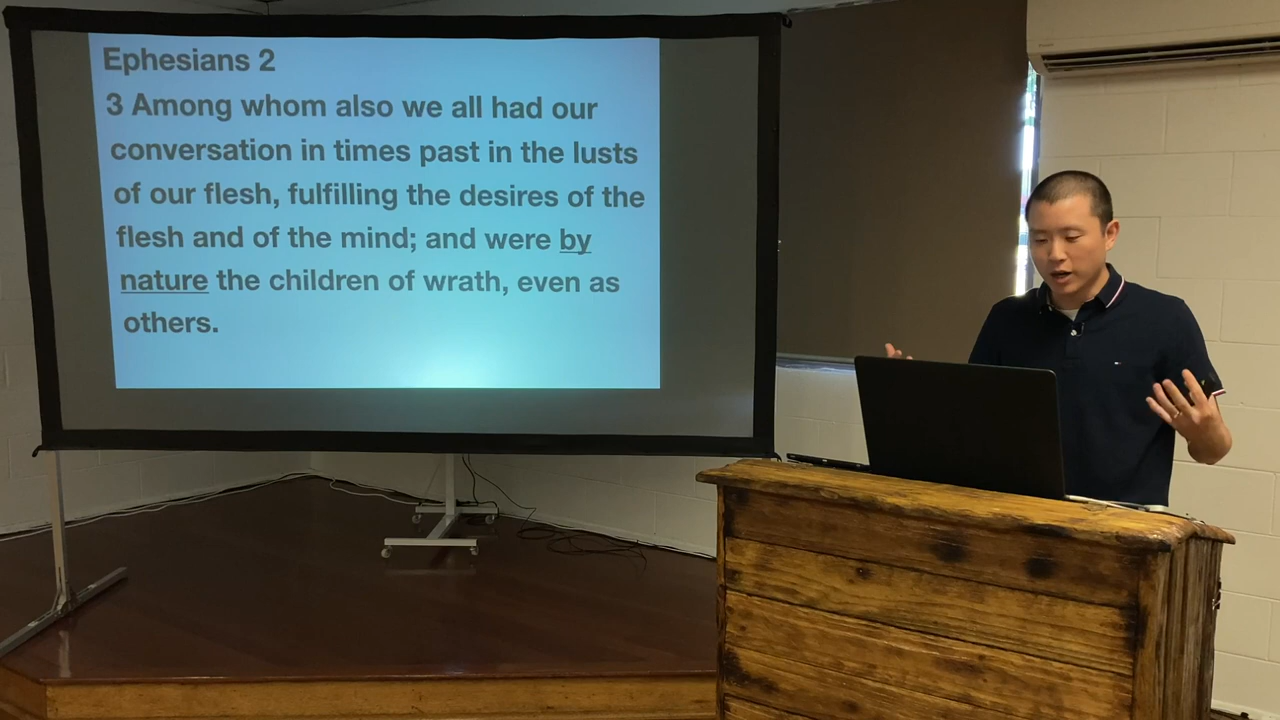 Ephesians 2
3 Among whom also we all had our
conversation in times past in the lusts
of our flesh, fulfilling the desires of the
flesh and of the mind; and were by
nature the children of wrath, even as
others.